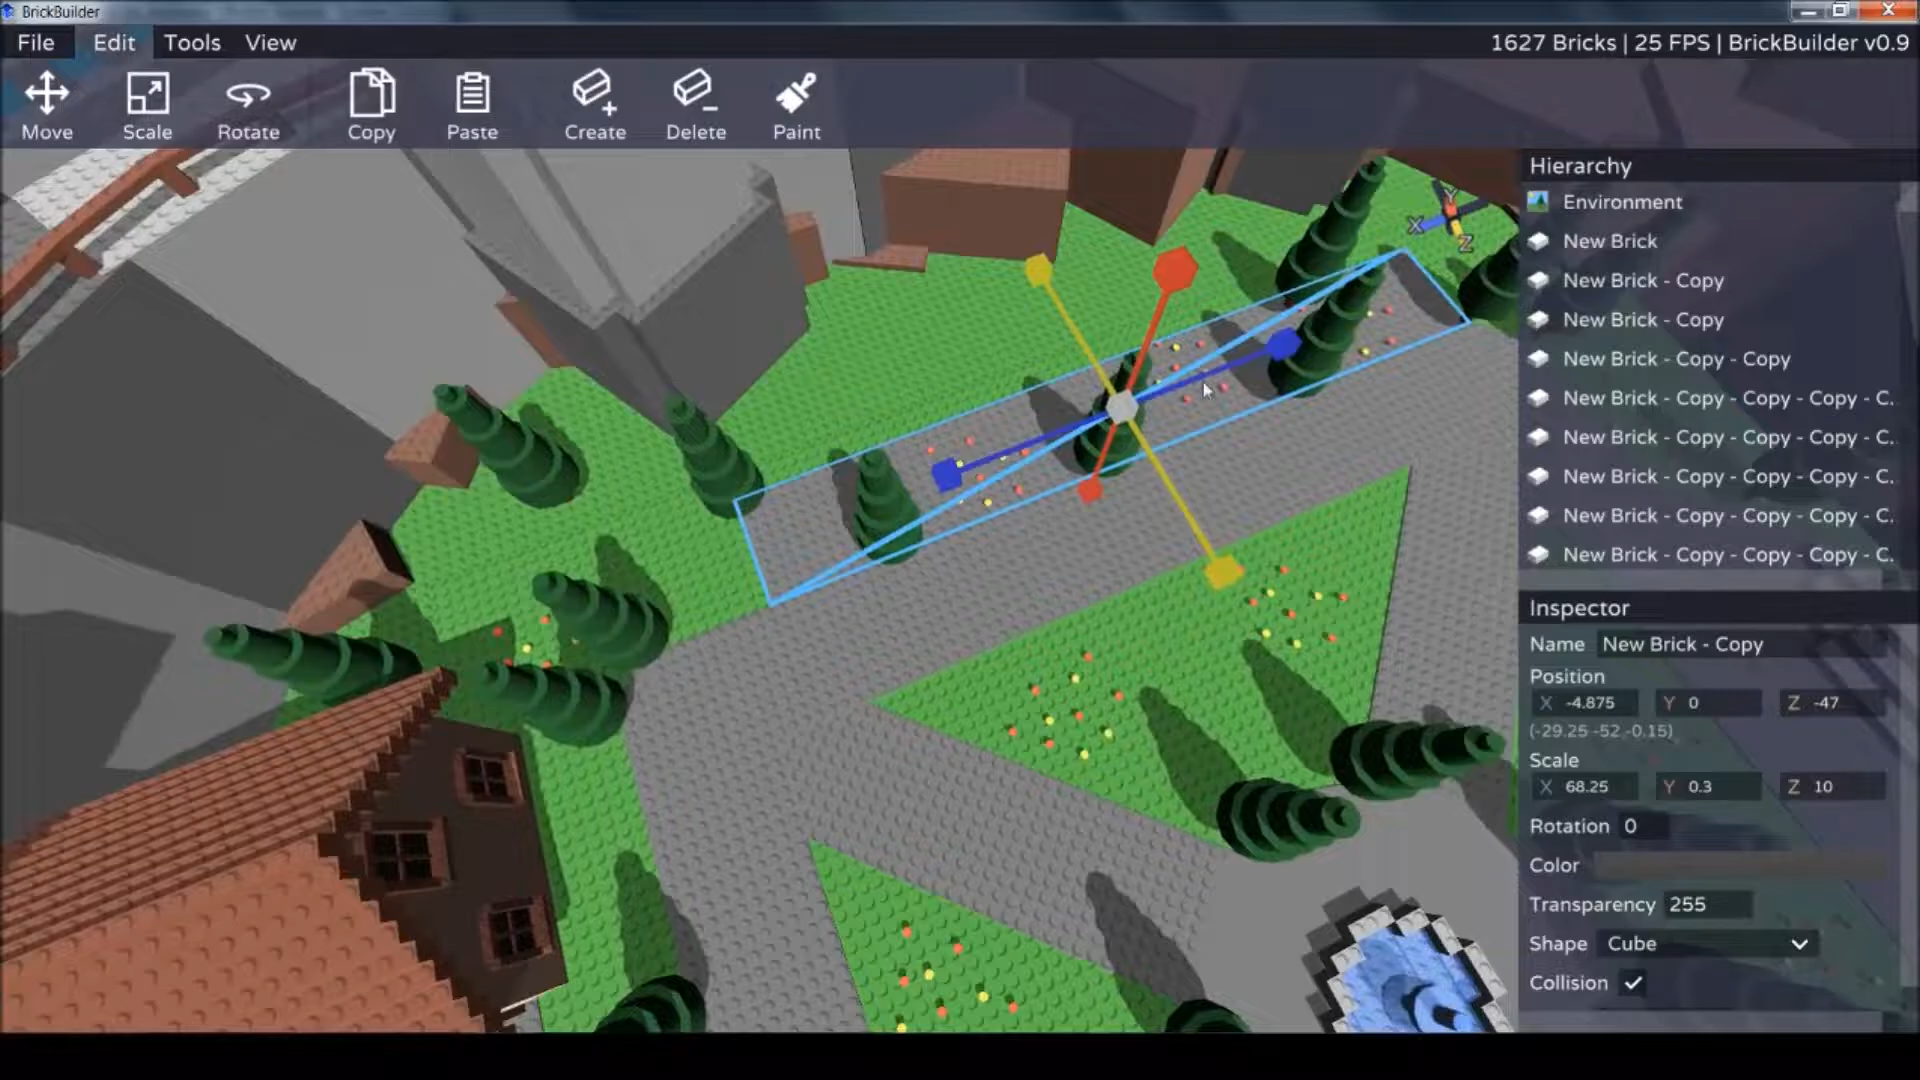 BrickBuilder
File Edit Tools View
1627 Bricks | 25 FPS | BrickBuilder v0.9
Move Scale Rotate Copy Paste Create Delete Paint
Hierarchy
Environment
New Brick
New Brick - Copy
New Brick - Copy
New Brick - Copy - Copy
New Brick - Copy - Copy - Copy - C.
New Brick - Copy - Copy - Copy - C.
New Brick - Copy - Copy - Copy - C.
New Brick - Copy - Copy - Copy - C.
New Brick - Copy - Copy - Copy - C.
X Y Z
Inspector
Name New Brick - Copy
Position
X -4.875 Y 0 Z -47
(-29.25 -52 -0.15)
Scale
X 68.25 Y 0.3 Z 10
Rotation 0
Color
Transparency 255
Shape Cube
Collision